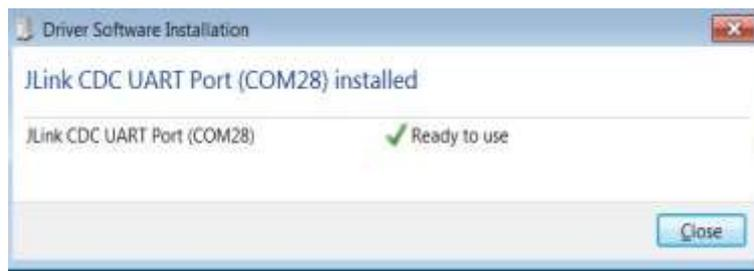 Driver Software Installation
JLink CDC UART Port (COM28) installed
JLink CDC UART Port (COM28) Ready to use
Close